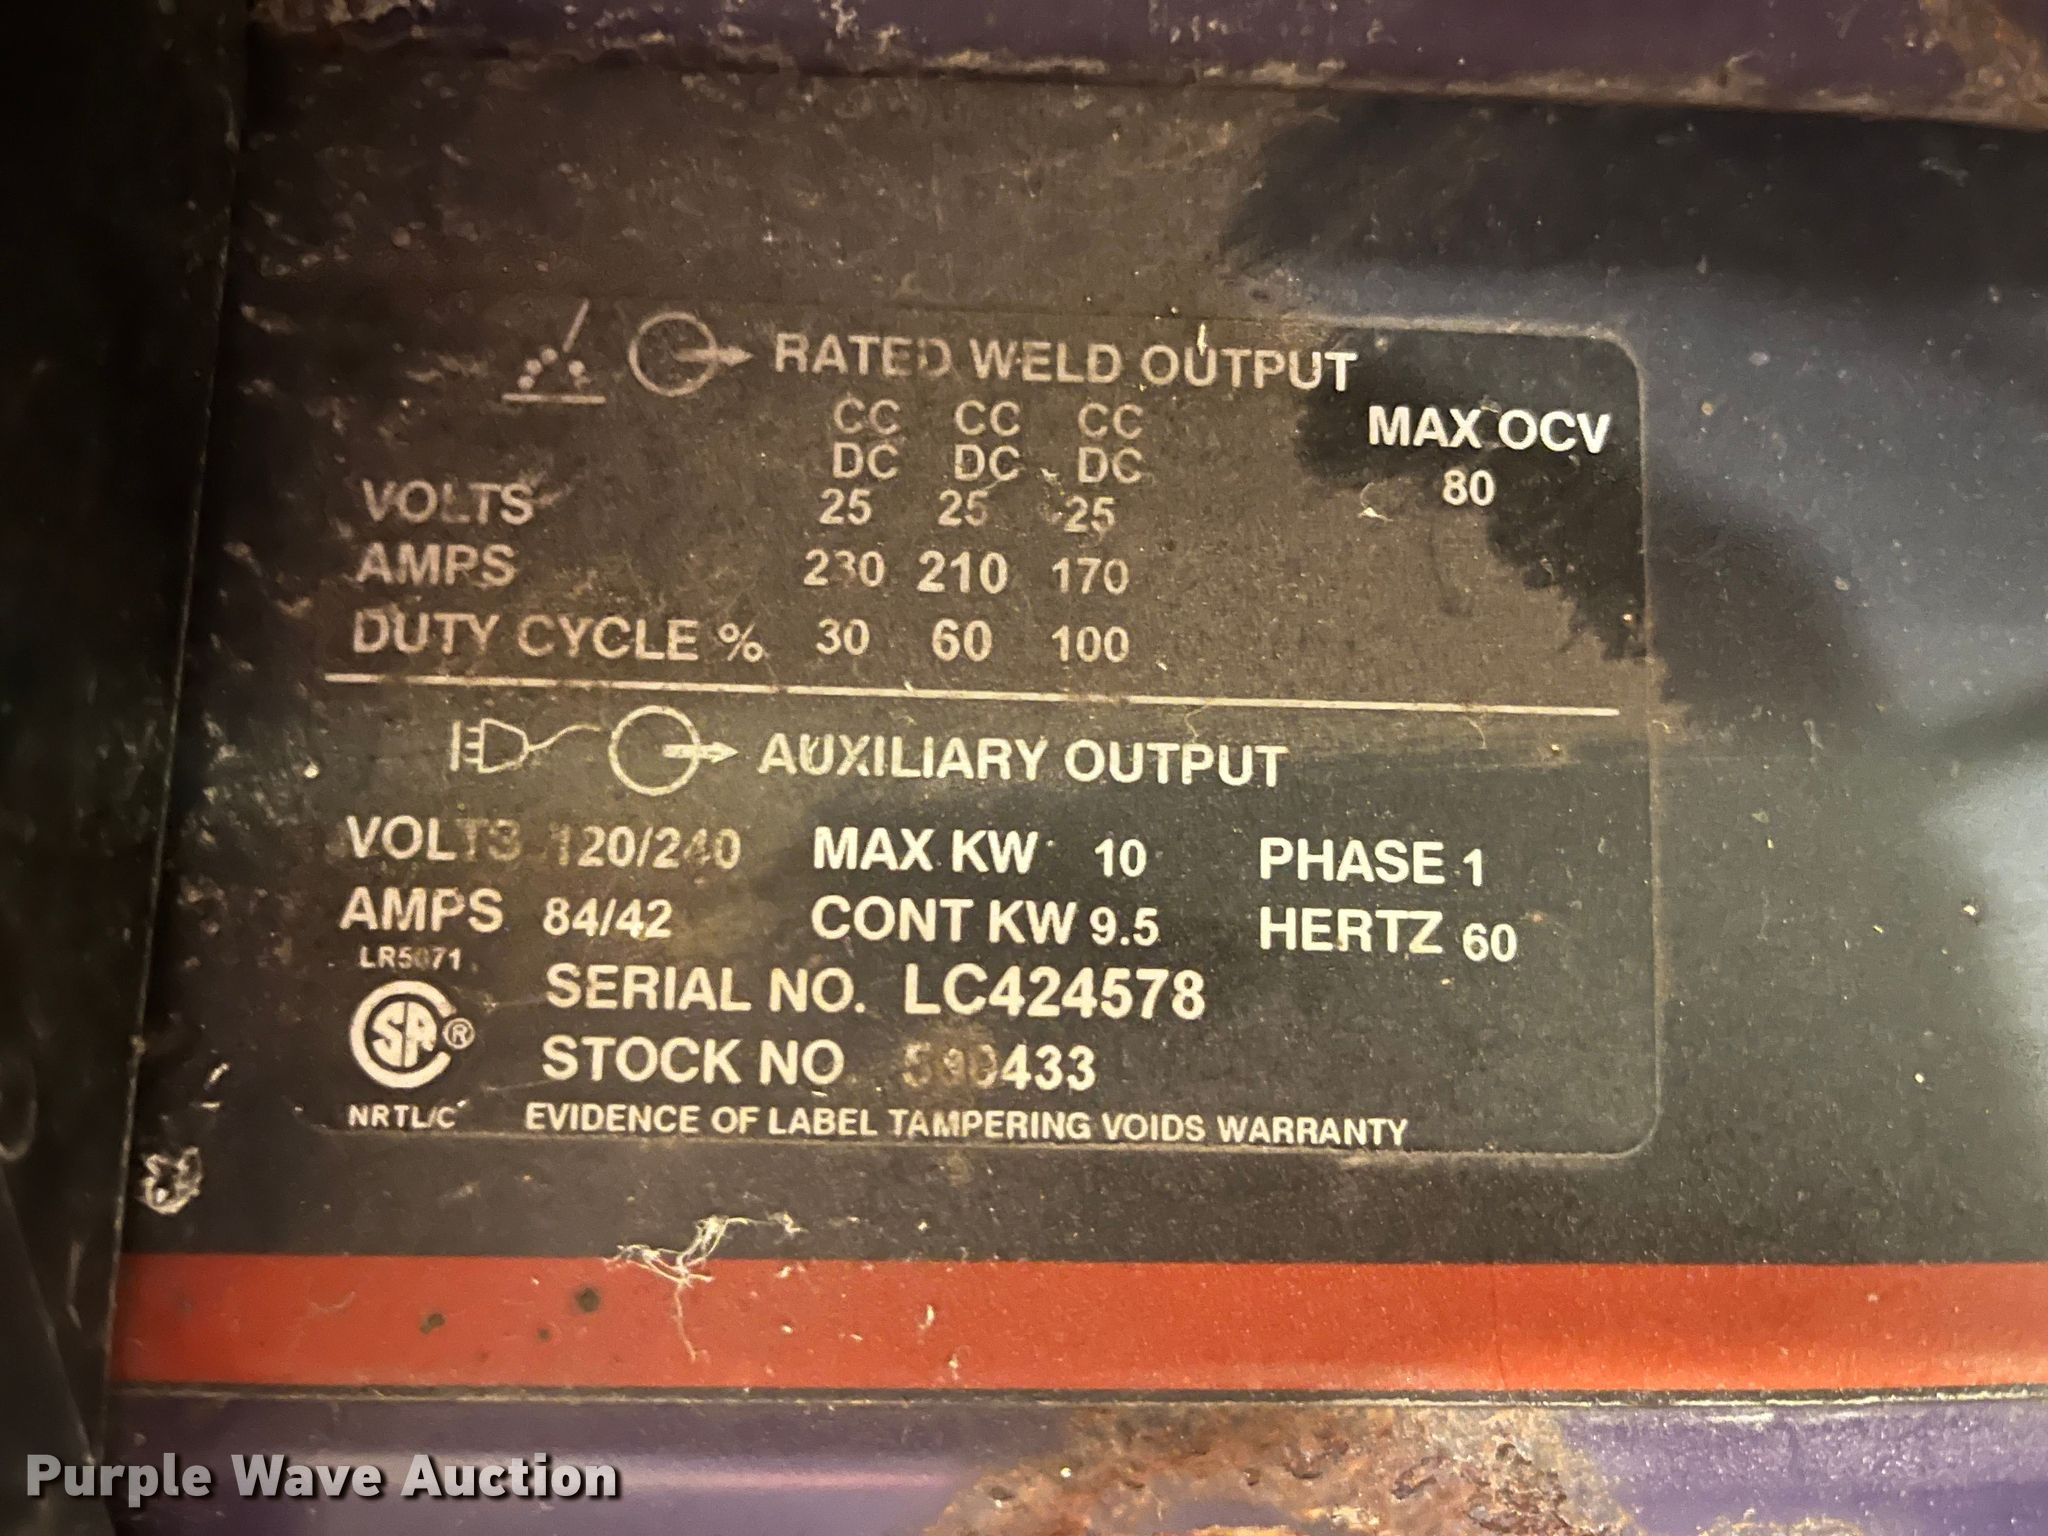 RATED WELD OUTPUT
CC CC CC
DC DC DC
MAX OCV
80
VOLTS 25 25 25
AMPS 230 210 170
DUTY CYCLE % 30 60 100
AUXILIARY OUTPUT
VOLTS 120/240 MAX KW 10 PHASE 1
AMPS 84/42 CONT KW 9.5 HERTZ 60
LR5071
SERIAL NO. LC424578
STOCK NO
NRTL/C
EVIDENCE OF LABEL TAMPERING VOIDS WARRANTY
Purple Wave Auction